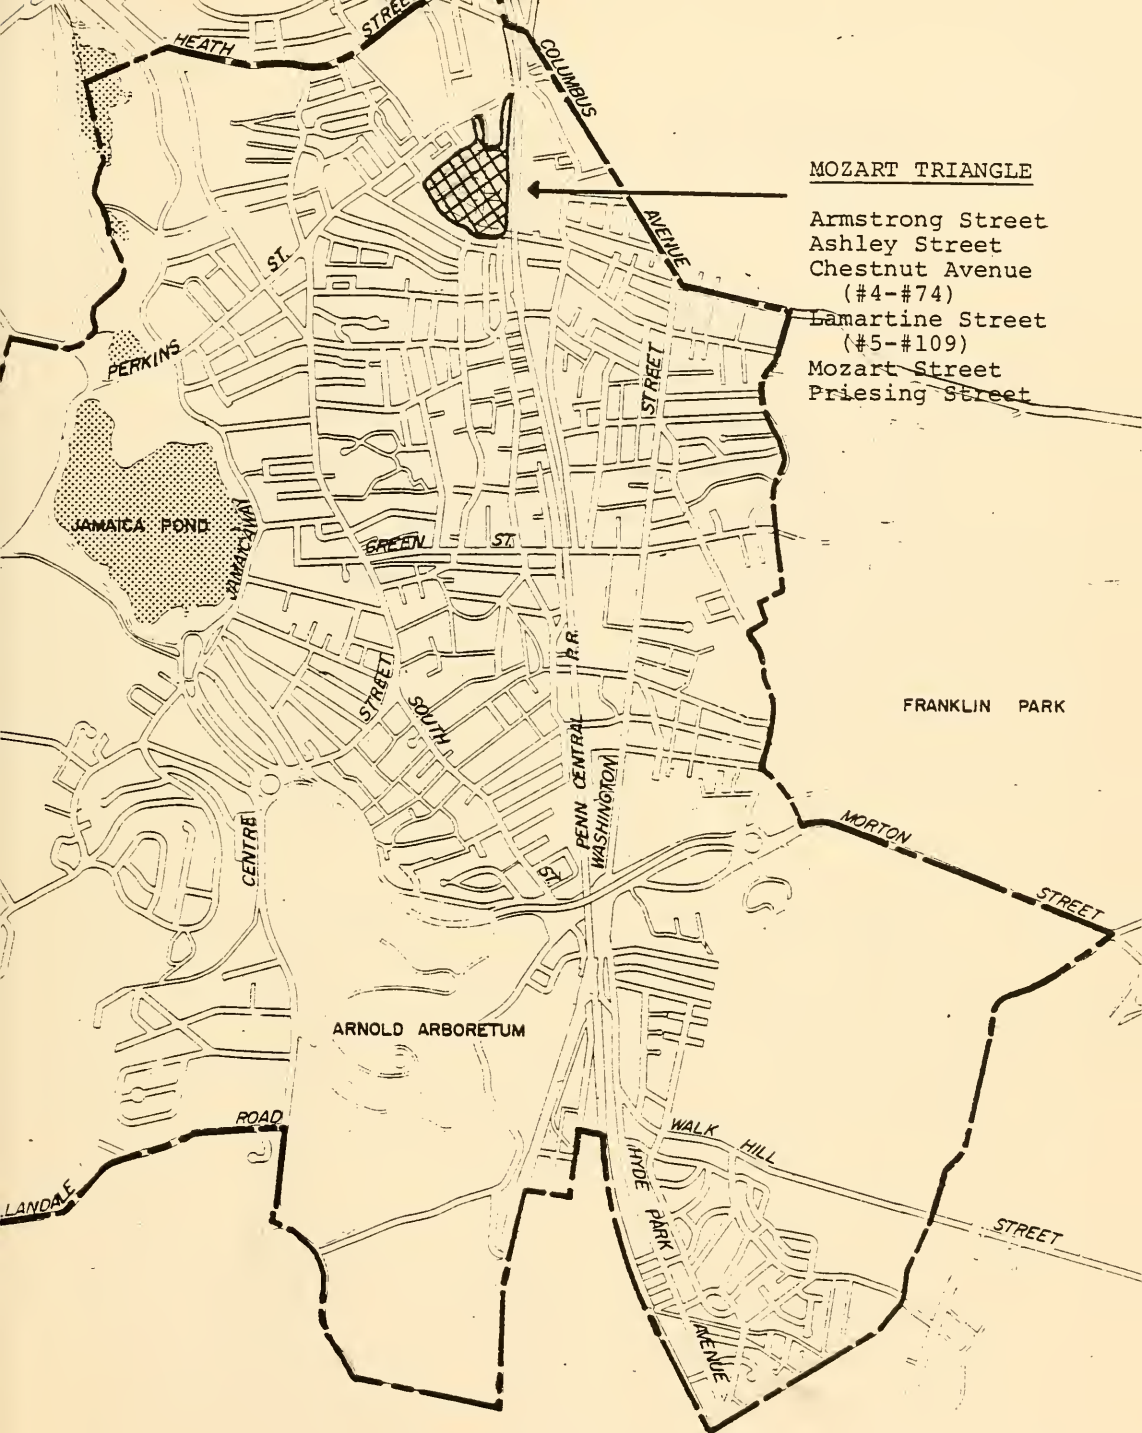 HEATH
STREET
COLUMBUS
AVENUE
MOZART TRIANGLE
Armstrong Street
Ashley Street
Chestnut Avenue
(#4-#74)
Lamartine Street
(#5-#109)
Mozart Street
Priesing Street
ST.
PERKINS
STREET
JAMAICA POND
JAMAICAWAY
GREEN ST.
R.R.
STREET
SOUTH
FRANKLIN PARK
PENN CENTRAL
WASHINGTON
CENTRE
MORTON
STREET
ST.
ARNOLD ARBORETUM
ROAD
LANDALE
WALK HILL
STREET
HYDE PARK
AVENUE